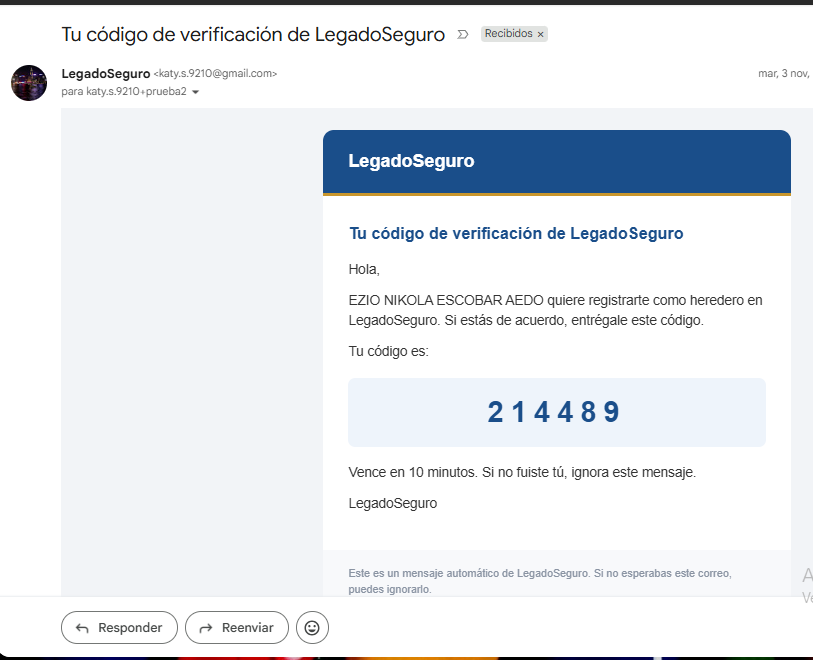 Tu código de verificación de LegadoSeguro
Recibidos ×
LegadoSeguro <katy.s.9210@gmail.com>
mar, 3 nov,
para katy.s.9210+prueba2
LegadoSeguro
Tu código de verificación de LegadoSeguro
Hola,
EZIO NIKOLA ESCOBAR AEDO quiere registrarte como heredero en
LegadoSeguro. Si estás de acuerdo, entrégale este código.
Tu código es:
214489
Vence en 10 minutos. Si no fuiste tú, ignora este mensaje.
LegadoSeguro
Este es un mensaje automático de LegadoSeguro. Si no esperabas este correo,
puedes ignorarlo.
Responder
Reenviar